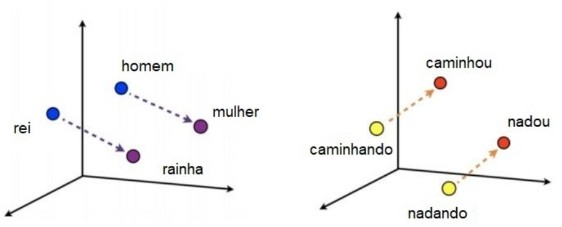 homem
mulher
rei
rainha
caminhou
nadou
caminhando
nadando